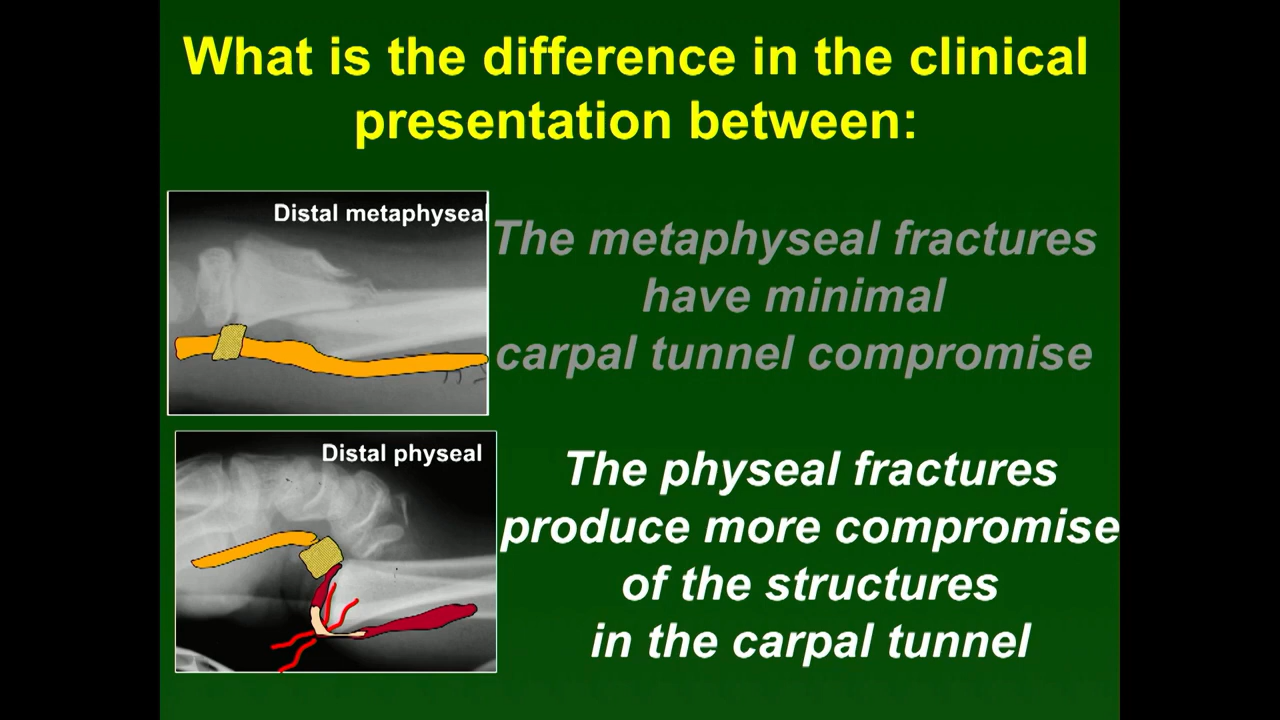 What is the difference in the clinical
presentation between:
Distal metaphyseal
The metaphyseal fractures
have minimal
carpal tunnel compromise
Distal physeal
The physeal fractures
produce more compromise
of the structures
in the carpal tunnel